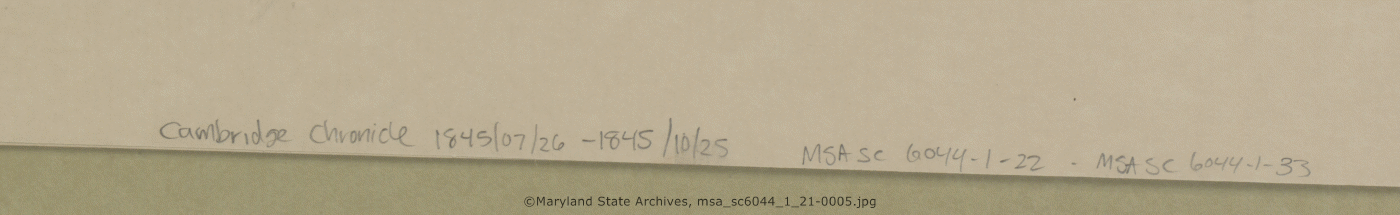 Cambridge Chronicle 1845/07/26 - 1845/10/25 MSA SC 6044-1-22 - MSA SC 6044-1-33
©Maryland State Archives, msa_sc6044_1_21-0005.jpg